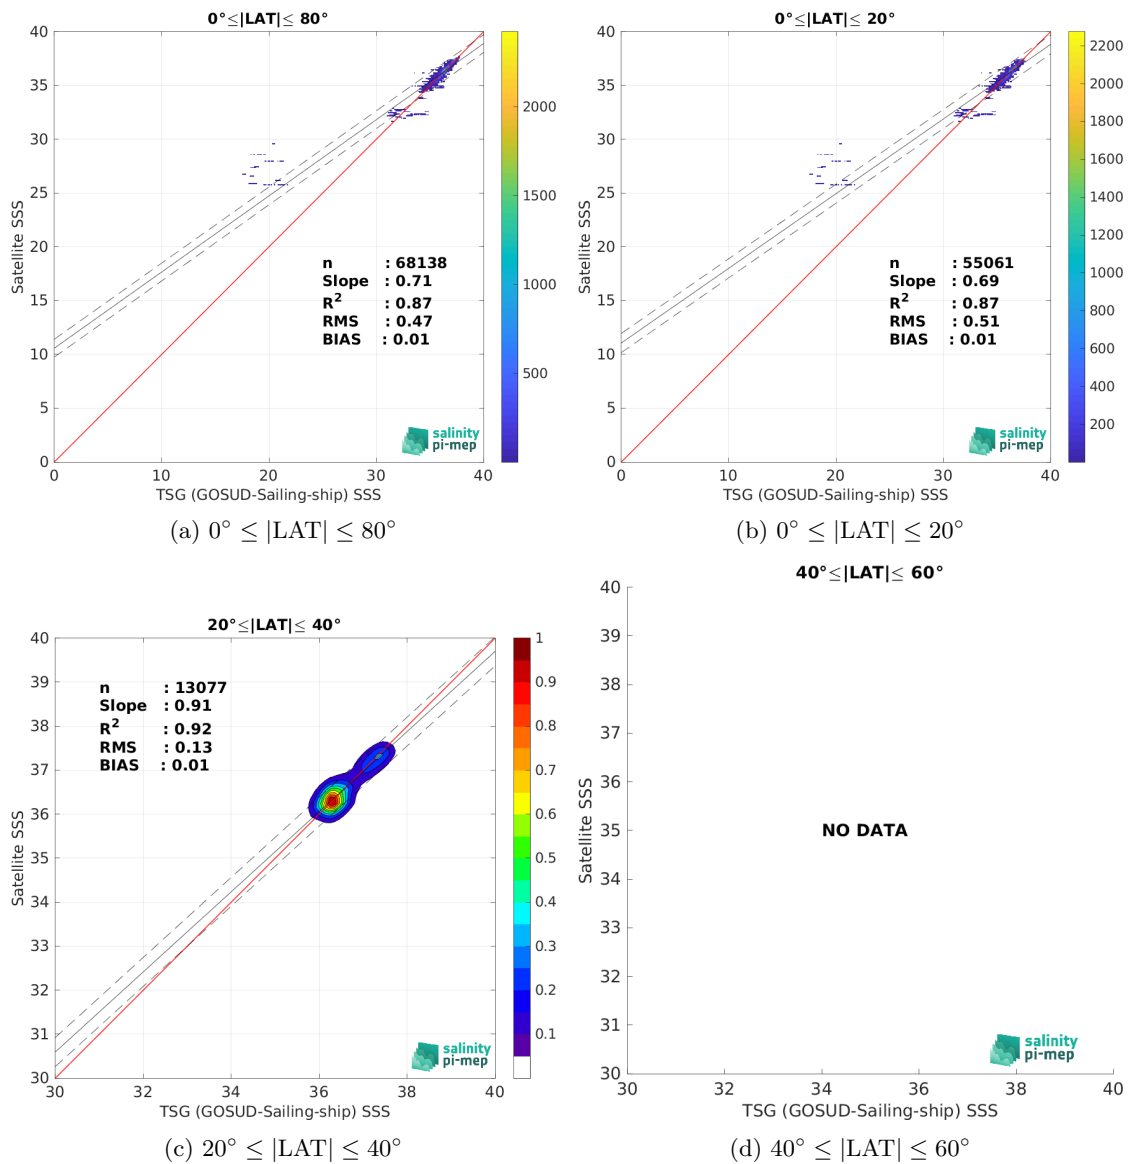 0°≤|LAT|≤ 80°
40
35
30
25
20
15
10
5
0
Satellite SSS
n : 68138
Slope : 0.71
R² : 0.87
RMS : 0.47
BIAS : 0.01
salinity
pi-mep
0 10 20 30 40
TSG (GOSUD-Sailing-ship) SSS
2000
1500
1000
500
(a) 0° ≤ |LAT| ≤ 80°
0°≤|LAT|≤ 20°
40
35
30
25
20
15
10
5
0
Satellite SSS
n : 55061
Slope : 0.69
R² : 0.87
RMS : 0.51
BIAS : 0.01
salinity
pi-mep
0 10 20 30 40
TSG (GOSUD-Sailing-ship) SSS
2200
2000
1800
1600
1400
1200
1000
800
600
400
200
(b) 0° ≤ |LAT| ≤ 20°
20°≤|LAT|≤ 40°
40
39
38
37
36
35
34
33
32
31
30
Satellite SSS
n : 13077
Slope : 0.91
R² : 0.92
RMS : 0.13
BIAS : 0.01
salinity
pi-mep
30 32 34 36 38 40
TSG (GOSUD-Sailing-ship) SSS
1
0.9
0.8
0.7
0.6
0.5
0.4
0.3
0.2
0.1
(c) 20° ≤ |LAT| ≤ 40°
40°≤|LAT|≤ 60°
40
39
38
37
36
35
34
33
32
31
30
Satellite SSS
NO DATA
salinity
pi-mep
30 32 34 36 38 40
TSG (GOSUD-Sailing-ship) SSS
(d) 40° ≤ |LAT| ≤ 60°